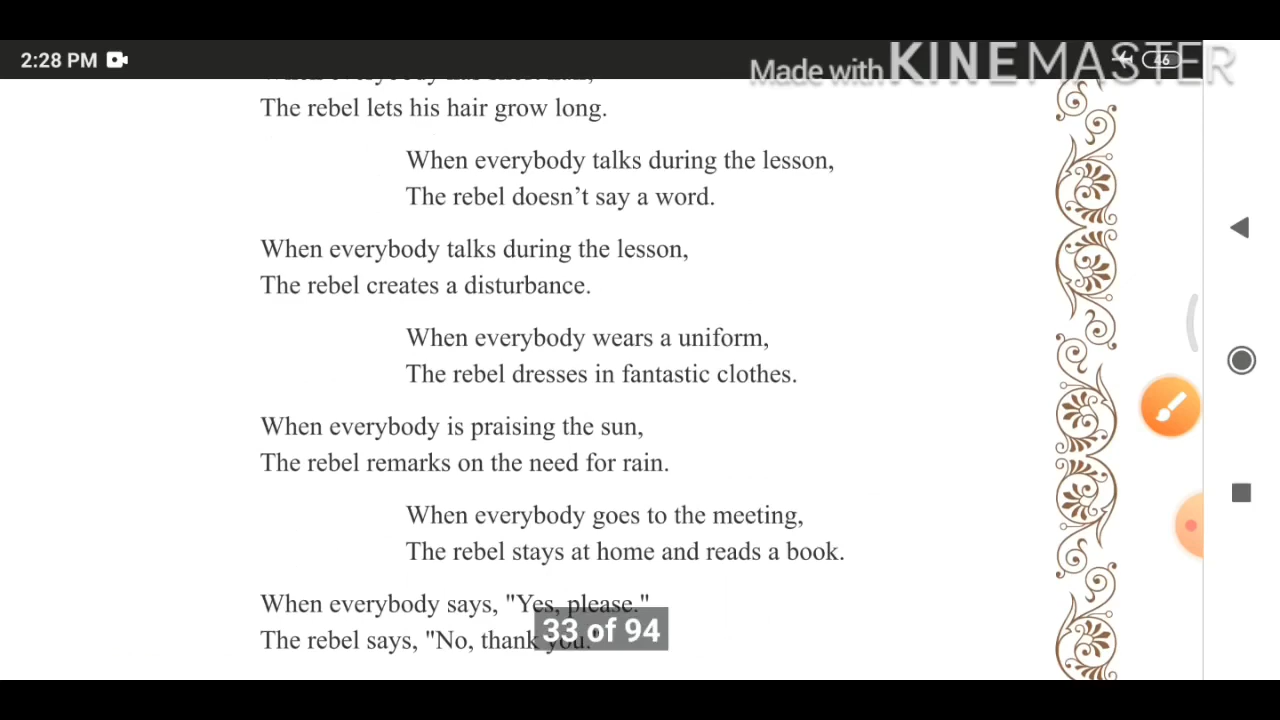 2:28 PM
Made with KINEMASTER
46
The rebel lets his hair grow long.
When everybody talks during the lesson,
The rebel doesn't say a word.
When everybody talks during the lesson,
The rebel creates a disturbance.
When everybody wears a uniform,
The rebel dresses in fantastic clothes.
When everybody is praising the sun,
The rebel remarks on the need for rain.
When everybody goes to the meeting,
The rebel stays at home and reads a book.
When everybody says, "Yes, please."
The rebel says, "No, thank you."
33 of 94